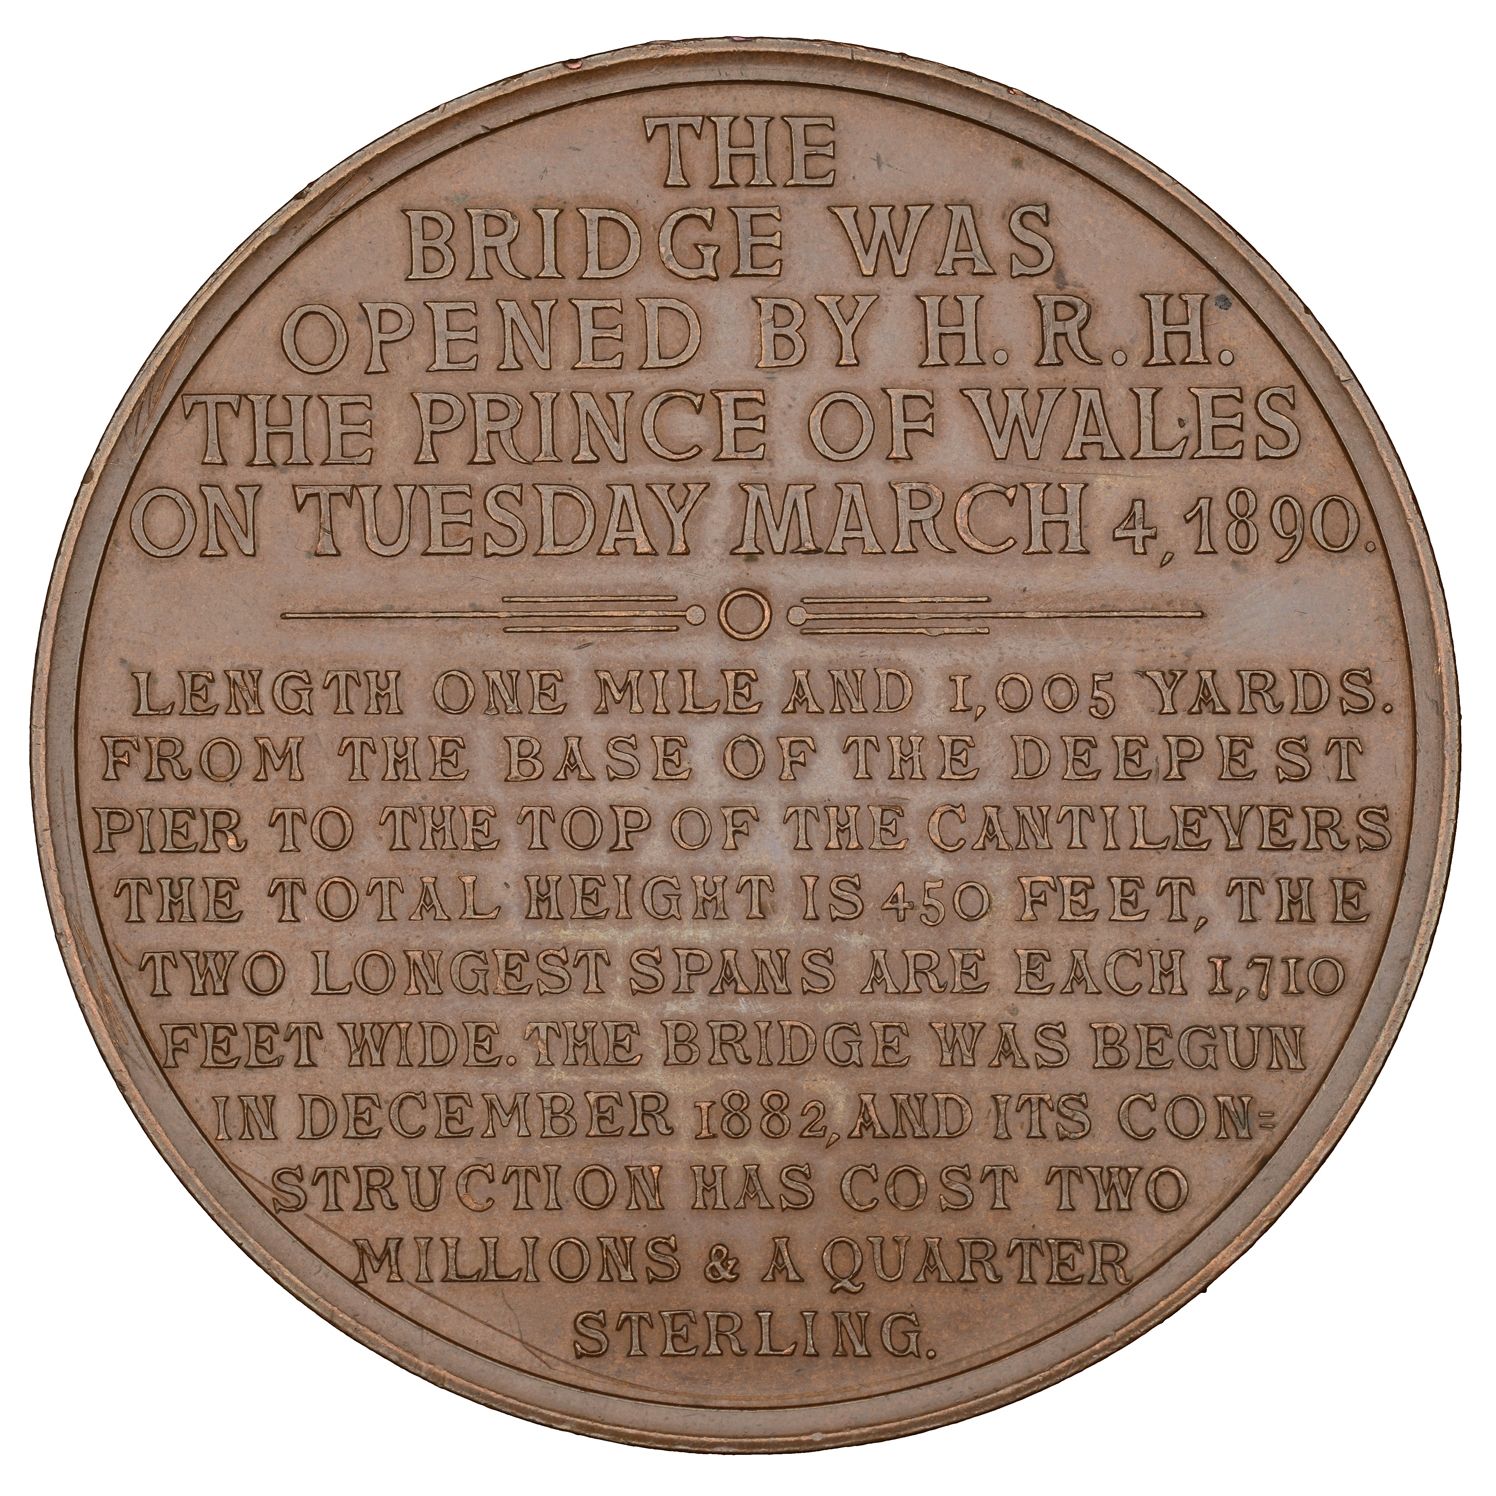 THE
BRIDGE WAS
OPENED BY H.R.H.
THE PRINCE OF WALES
ON TUESDAY MARCH 4, 1890.
LENGTH ONE MILE AND 1,005 YARDS.
FROM THE BASE OF THE DEEPEST
PIER TO THE TOP OF THE CANTILEVERS
THE TOTAL HEIGHT IS 450 FEET, THE
TWO LONGEST SPANS ARE EACH 1,710
FEET WIDE. THE BRIDGE WAS BEGUN
IN DECEMBER 1882, AND ITS CON=
STRUCTION HAS COST TWO
MILLIONS & A QUARTER
STERLING.